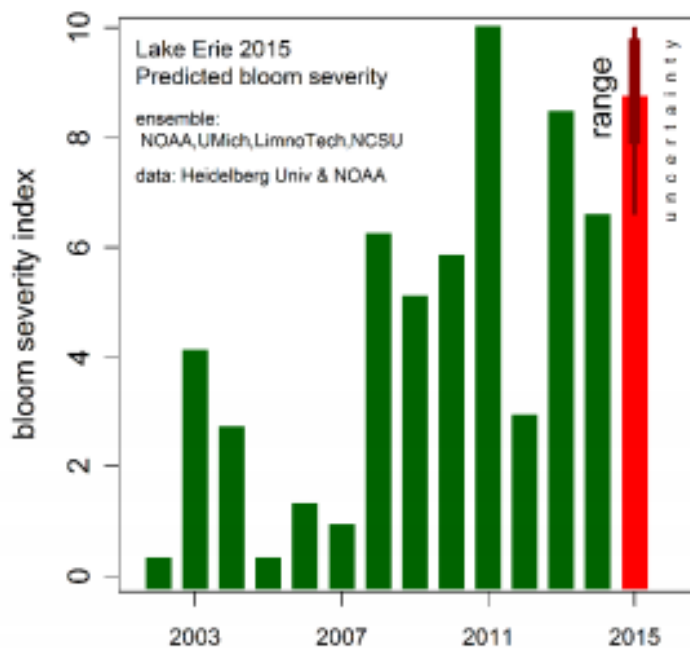 Lake Erie 2015
Predicted bloom severity
ensemble:
NOAA,UMich,LimnoTech,NCSU
data: Heidelberg Univ & NOAA
range
uncertainty
bloom severity index
10
8
6
4
2
0
2003 2007 2011 2015